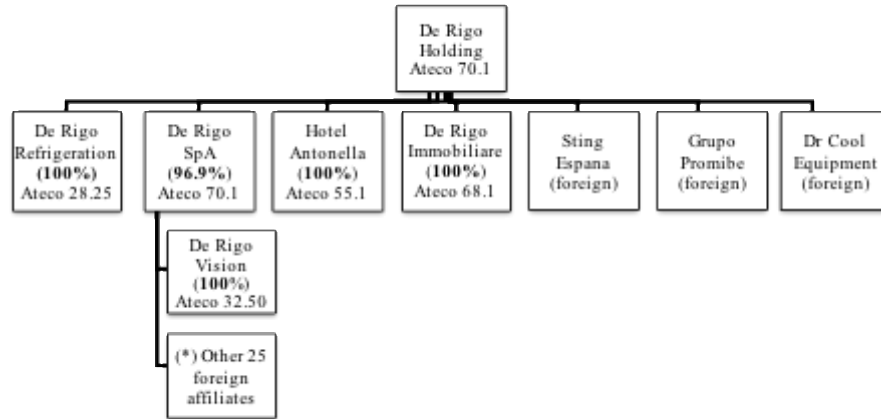 De Rigo
Holding
Ateco 70.1
De Rigo
Refrigeration
(100%)
Ateco 28.25
De Rigo
SpA
(96.9%)
Ateco 70.1
Hotel
Antonella
(100%)
Ateco 55.1
De Rigo
Immobiliare
(100%)
Ateco 68.1
Sting
Espana
(foreign)
Grupo
Promibe
(foreign)
Dr Cool
Equipment
(foreign)
De Rigo
Vision
(100%)
Ateco 32.50
(*) Other 25
foreign
affiliates